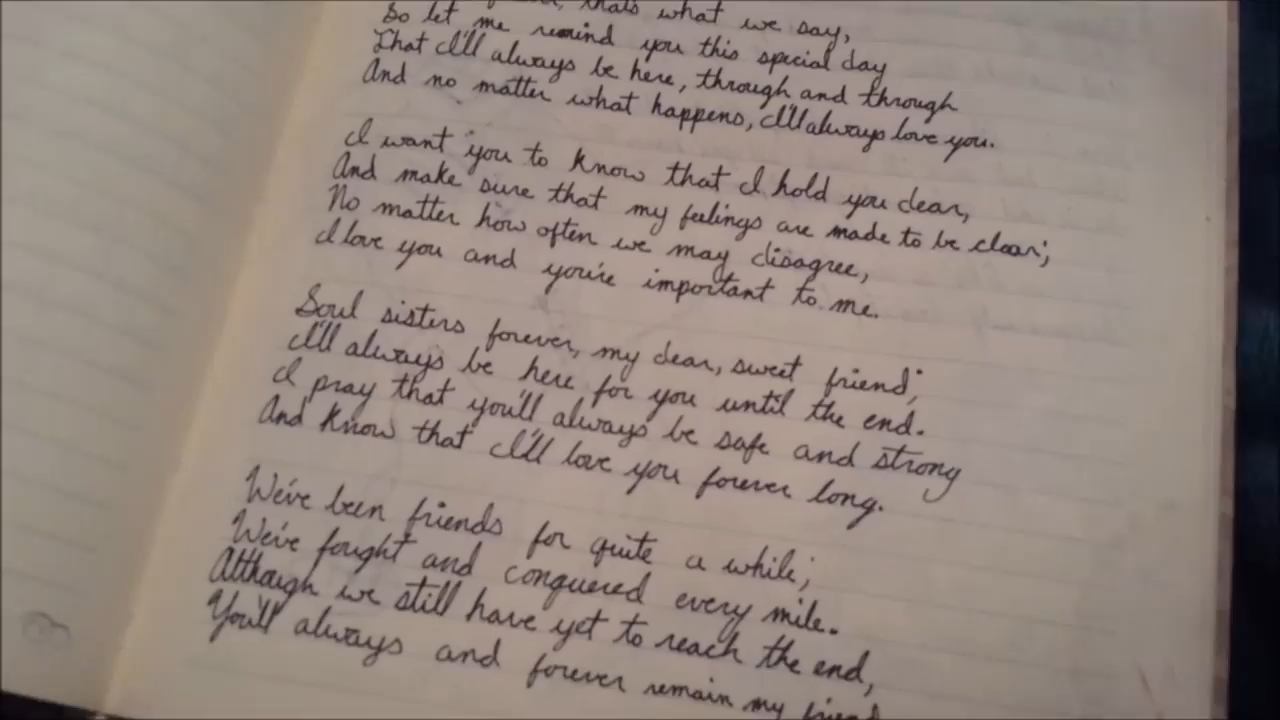 thats what we say,
So let me remind you this special day
That I'll always be here, through and through
And no matter what happens, I'll always love you.
I want you to know that I hold you dear,
And make sure that my feelings are made to be clear;
No matter how often we may disagree,
I love you and you're important to me.
Soul sisters forever, my dear, sweet friend;
I'll always be here for you until the end.
I pray that you'll always be safe and strong
And know that I'll love you forever long.
We've been friends for quite a while;
We've fought and conquered every mile.
Although we still have yet to reach the end,
You'll always and forever remain my friend